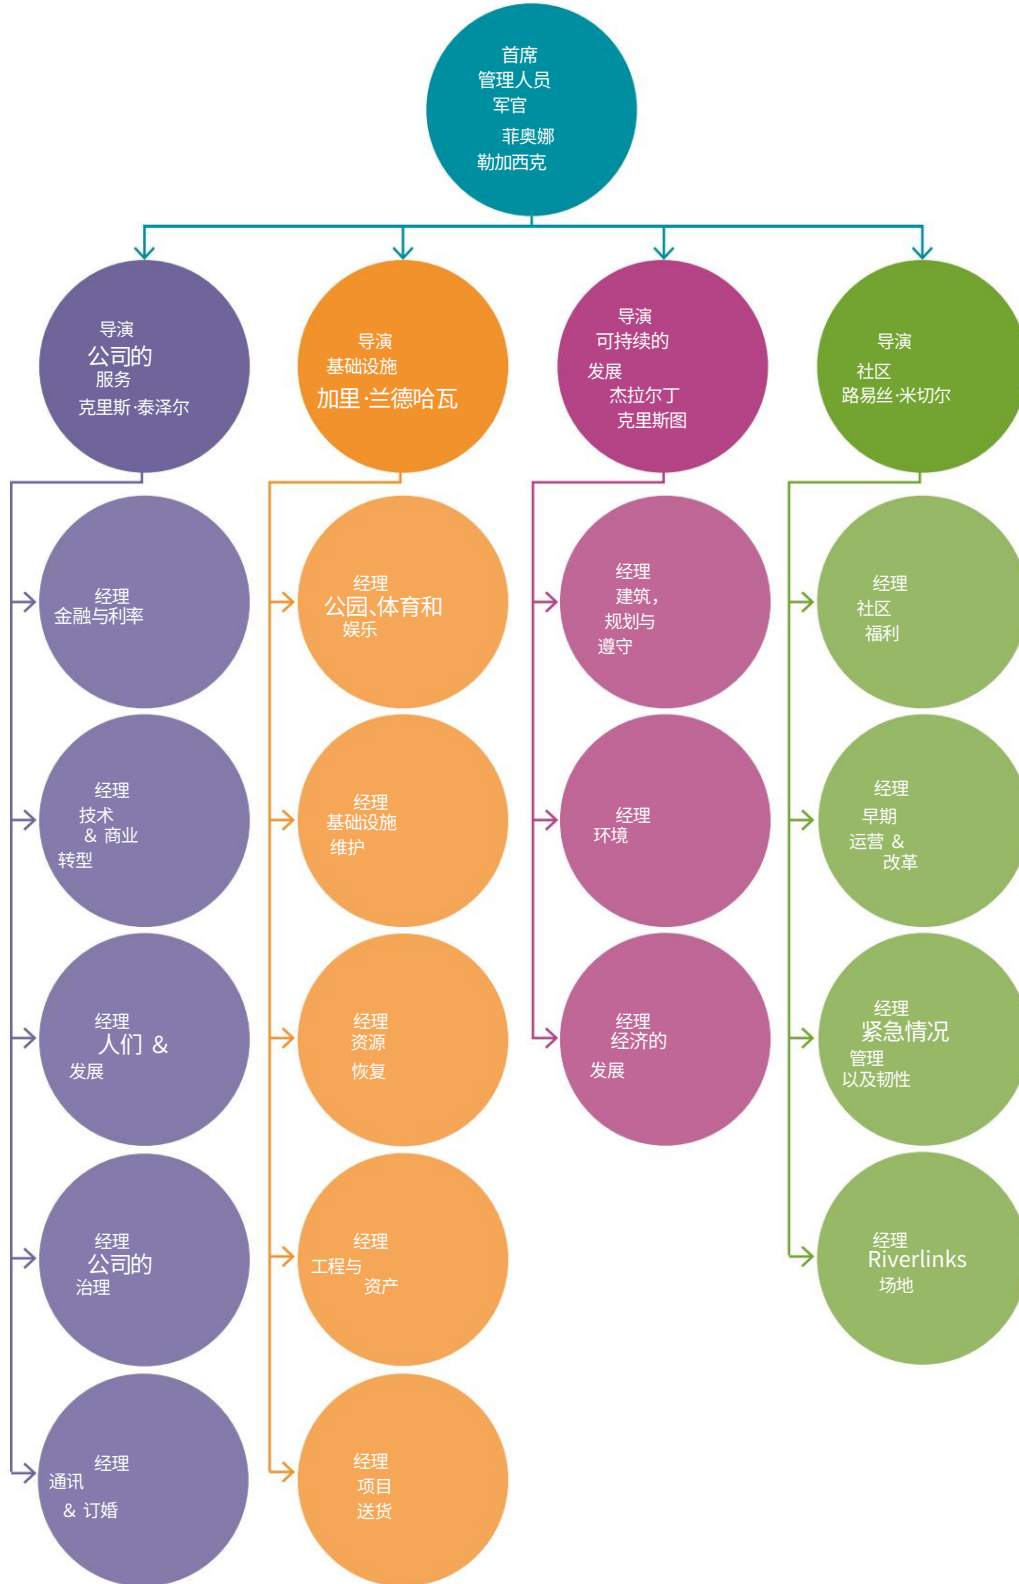 首席
管理人员
军官
菲奥娜
勒加西克
导演
公司的
服务
克里斯·泰泽尔
导演
基础设施
加里·兰德哈瓦
导演
可持续的
发展
杰拉尔丁
克里斯图
导演
社区
路易丝·米切尔
经理
金融与利率
经理
公园、体育和
娱乐
经理
建筑，
规划与
遵守
经理
社区
福利
经理
技术
& 商业
转型
经理
基础设施
维护
经理
环境
经理
早期
运营 &
改革
经理
人们 &
发展
经理
资源
恢复
经理
经济的
发展
经理
紧急情况
管理
以及韧性
经理
公司的
治理
经理
工程与
资产
经理
Riverlinks
场地
经理
通讯
& 订婚
经理
项目
送货